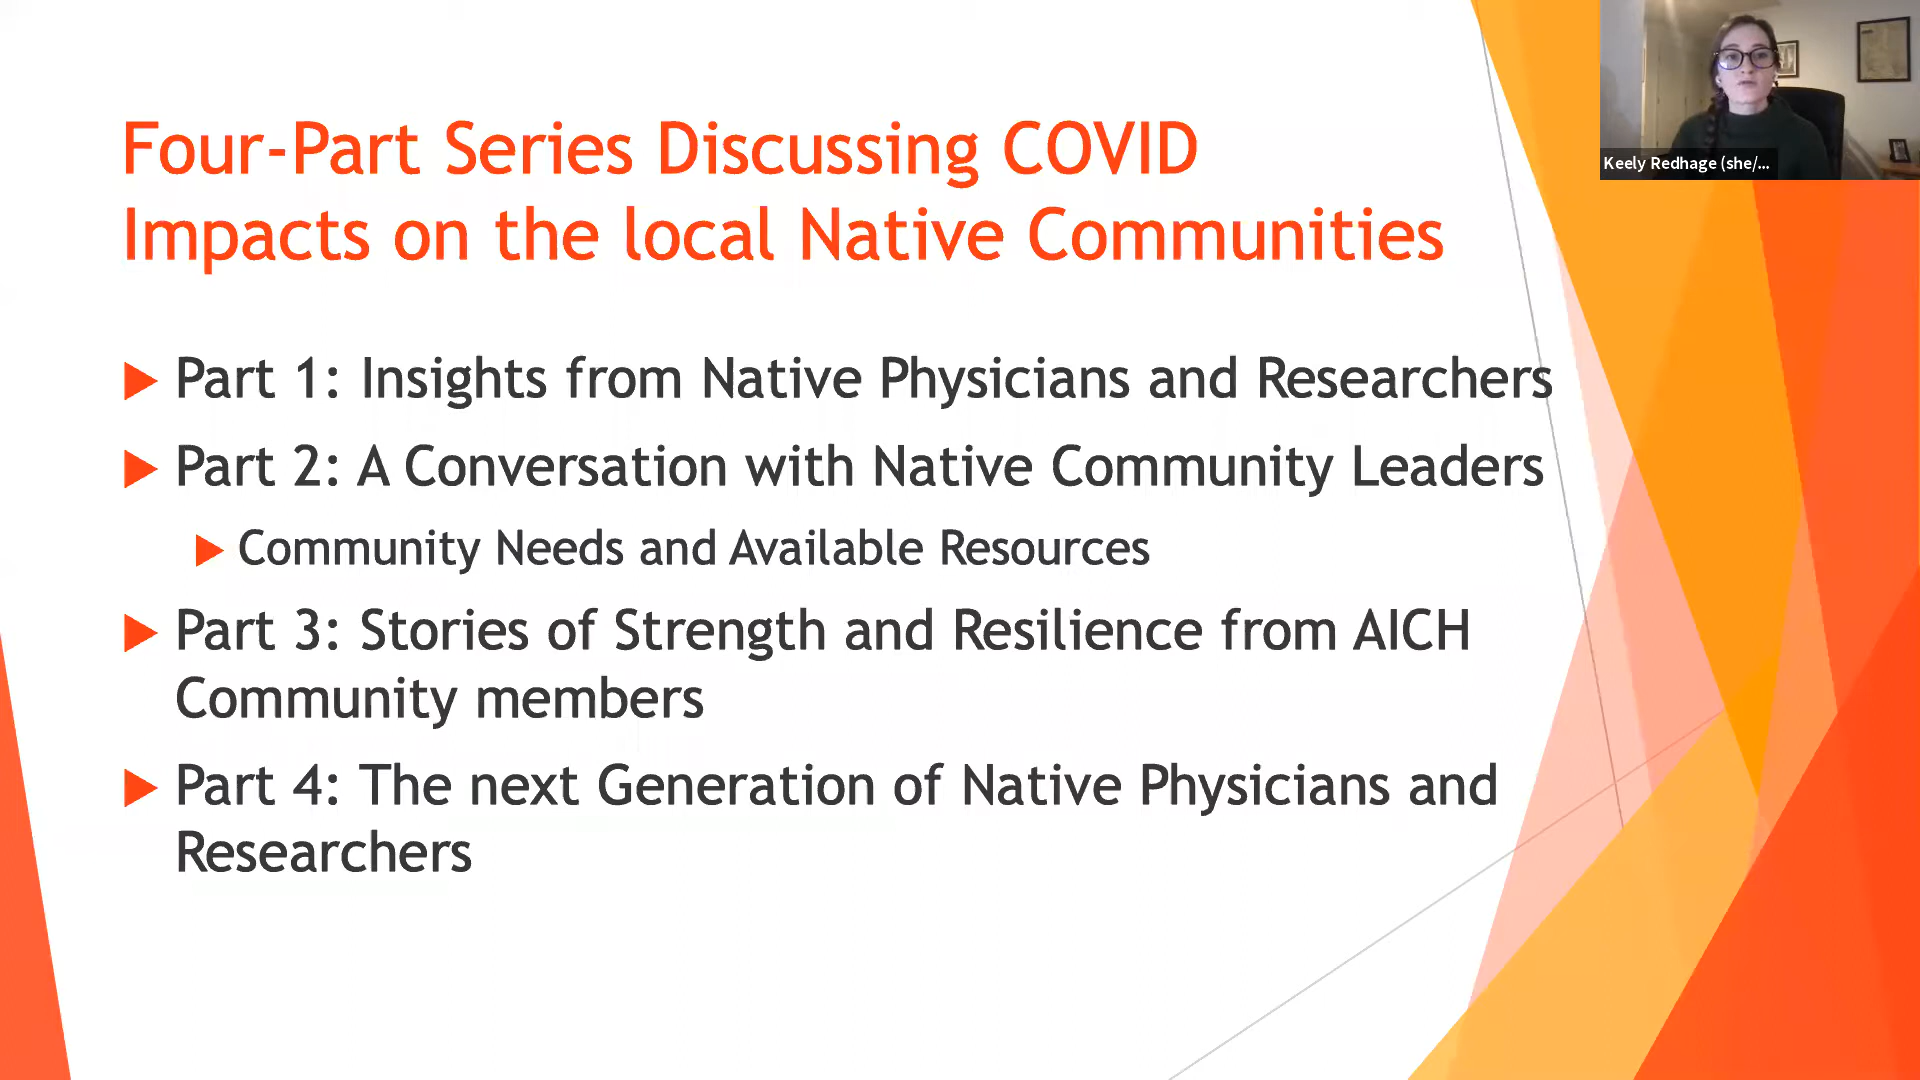 Four-Part Series Discussing COVID
Impacts on the local Native Communities
Part 1: Insights from Native Physicians and Researchers
Part 2: A Conversation with Native Community Leaders
Community Needs and Available Resources
Part 3: Stories of Strength and Resilience from AICH
Community members
Part 4: The next Generation of Native Physicians and
Researchers
Keely Redhage (she/...